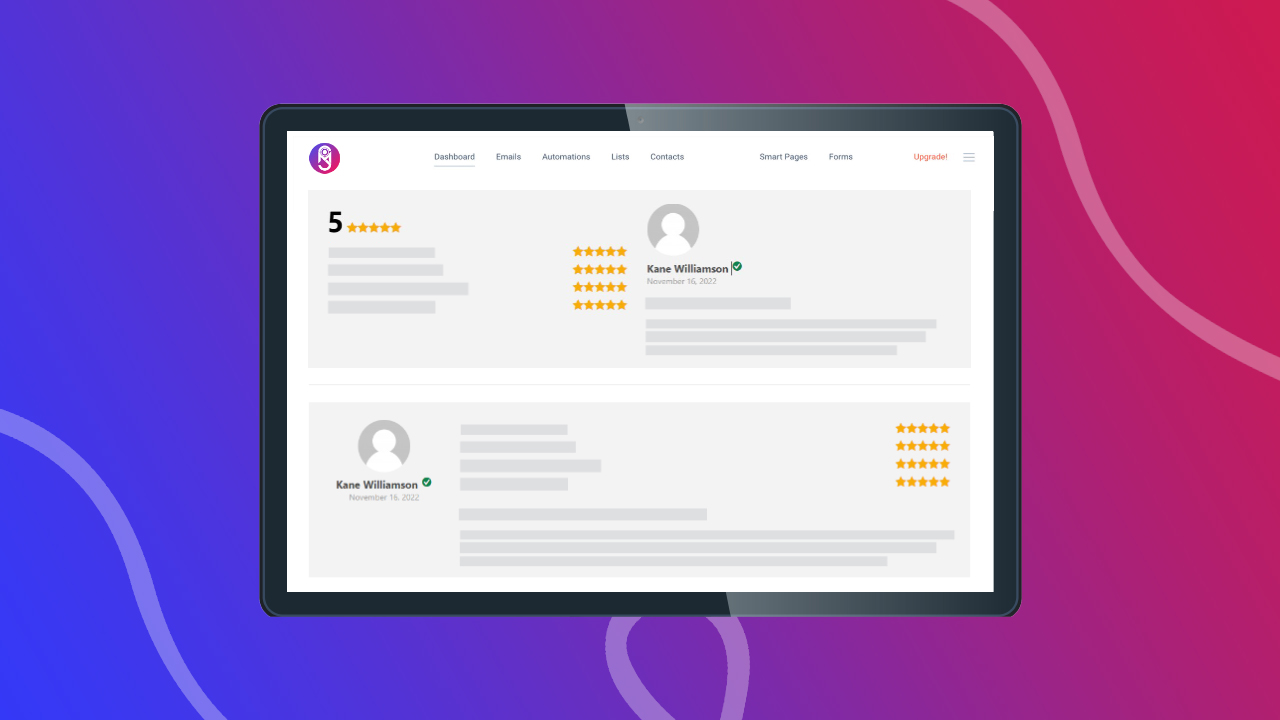 Dashboard Emails Automations Lists Contacts Smart Pages Forms Upgrade!
5
Kane Williamson
November 16, 2022
Kane Williamson
November 16, 2022